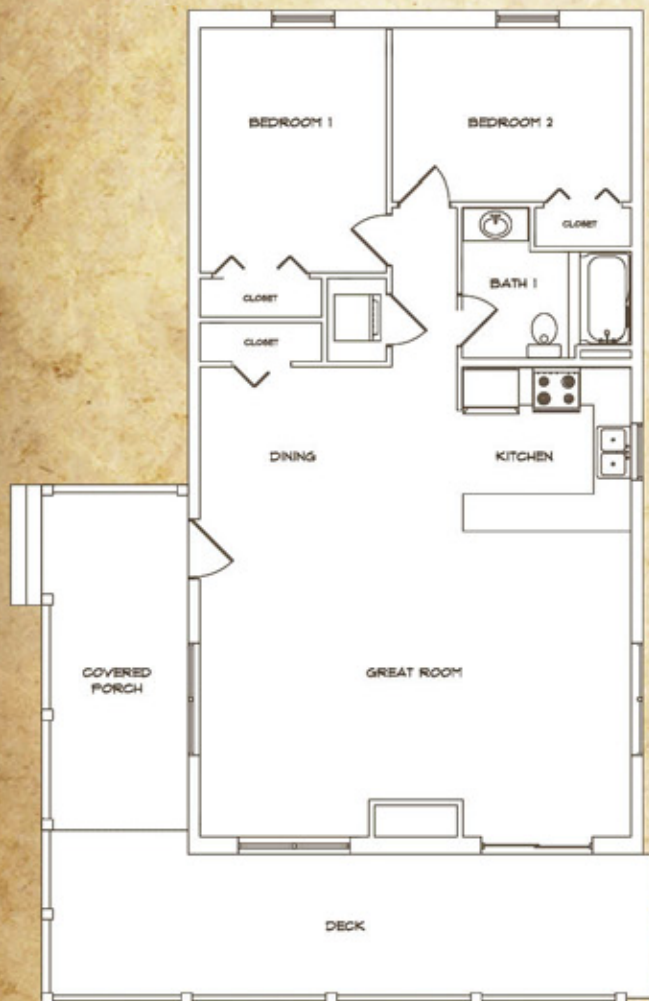 BEDROOM 1
BEDROOM 2
CLOSET
BATH 1
CLOSET
CLOSET
DINING
KITCHEN
COVERED
PORCH
GREAT ROOM
DECK